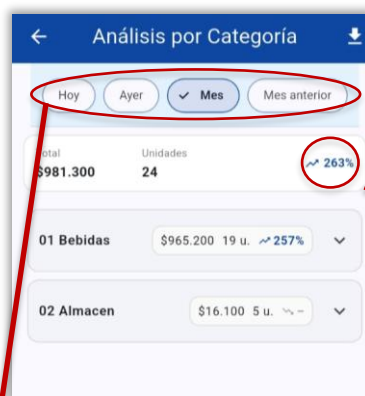 Análisis por Categoría
Hoy Ayer Mes Mes anterior
Total Unidades
$981.300 24 263%
01 Bebidas $965.200 19 u. 257%
02 Almacen $16.100 5 u. –